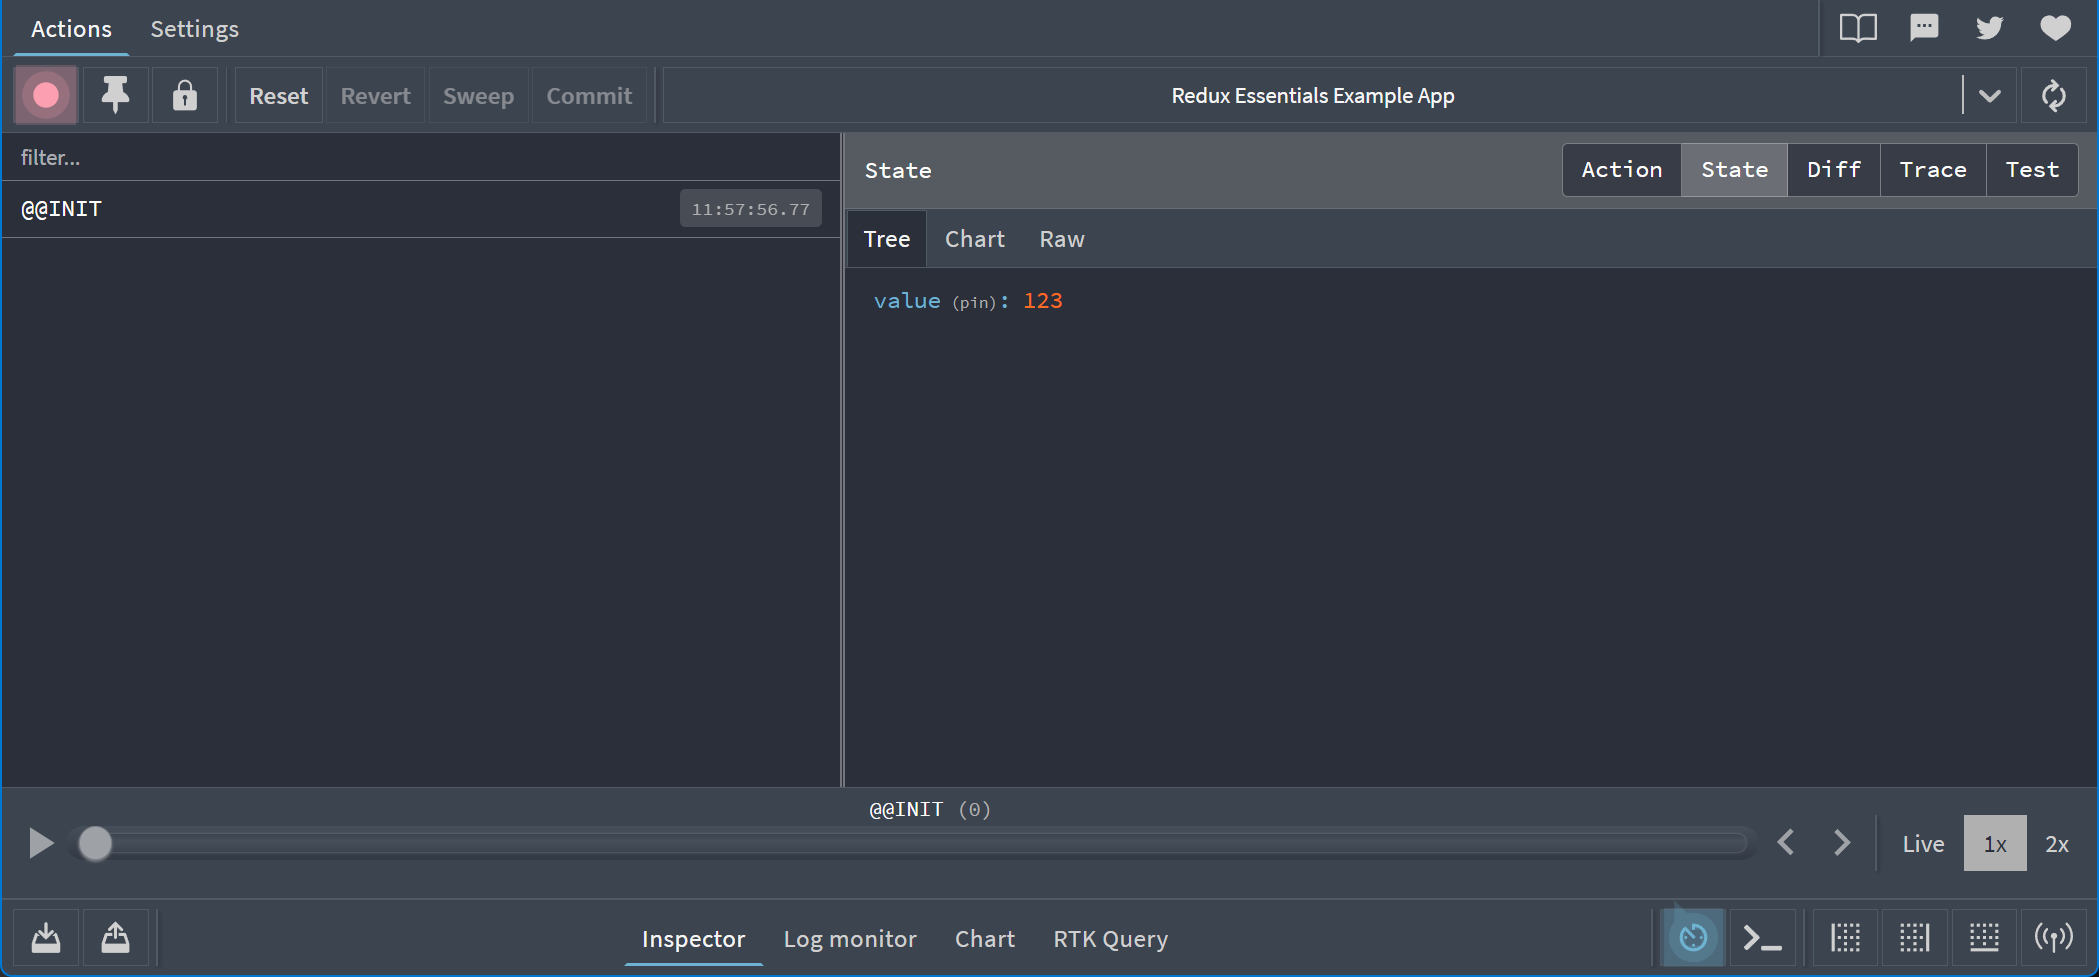 Actions Settings
Reset Revert Sweep Commit Redux Essentials Example App
filter...
@@INIT 11:57:56.77
State Action State Diff Trace Test
Tree Chart Raw
value (pin): 123
@@INIT (0)
Live 1x 2x
Inspector Log monitor Chart RTK Query